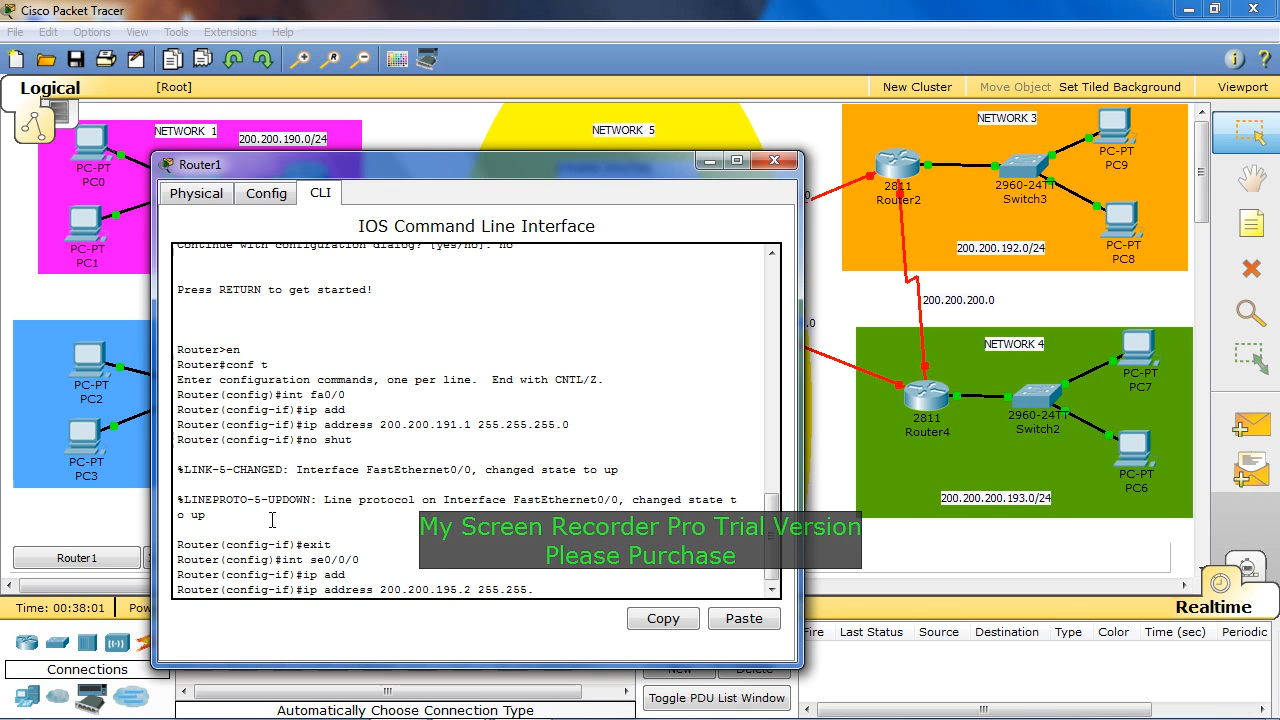 Cisco Packet Tracer
File Edit Options View Tools Extensions Help
Logical
[Root]
New Cluster
Move Object
Set Tiled Background
Viewport
NETWORK 1
200.200.190.0/24
PC-PT
PC0
PC-PT
PC1
NETWORK 5
NETWORK 3
PC-PT
PC9
2811
Router2
2960-24TT
Switch3
PC-PT
PC8
200.200.192.0/24
200.200.200.0
NETWORK 4
PC-PT
PC7
2811
Router4
2960-24TT
Switch2
PC-PT
PC6
200.200.200.193.0/24
PC-PT
PC2
PC-PT
PC3
Router1
Physical
Config
CLI
IOS Command Line Interface
Continue with configuration dialog? [yes/no]: no
Press RETURN to get started!
Router>en
Router#conf t
Enter configuration commands, one per line.  End with CNTL/Z.
Router(config)#int fa0/0
Router(config-if)#ip add
Router(config-if)#ip address 200.200.191.1 255.255.255.0
Router(config-if)#no shut
%LINK-5-CHANGED: Interface FastEthernet0/0, changed state to up
%LINEPROTO-5-UPDOWN: Line protocol on Interface FastEthernet0/0, changed state t
o up
Router(config-if)#exit
Router(config)#int se0/0/0
Router(config-if)#ip add
Router(config-if)#ip address 200.200.195.2 255.255.
My Screen Recorder Pro Trial Version
Please Purchase
Copy
Paste
Router1
Time: 00:38:01
Pow
Realtime
Connections
Automatically Choose Connection Type
New
Delete
Toggle PDU List Window
Fire
Last Status
Source
Destination
Type
Color
Time (sec)
Periodic